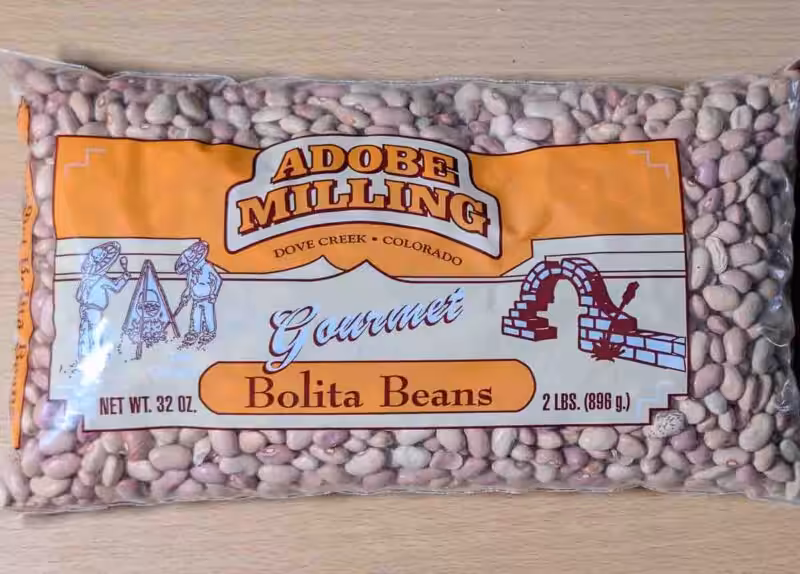 ADOBE
MILLING
DOVE CREEK • COLORADO
Gourmet
Bolita Beans
NET WT. 32 OZ.
2 LBS. (896 g.)